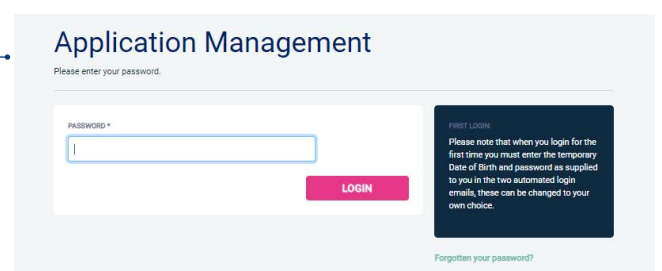 Application Management
Please enter your password.
PASSWORD *
LOGIN
FIRST LOGIN:
Please note that when you login for the
first time you must enter the temporary
Date of Birth and password as supplied
to you in the two automated login
emails, these can be changed to your
own choice.
Forgotten your password?